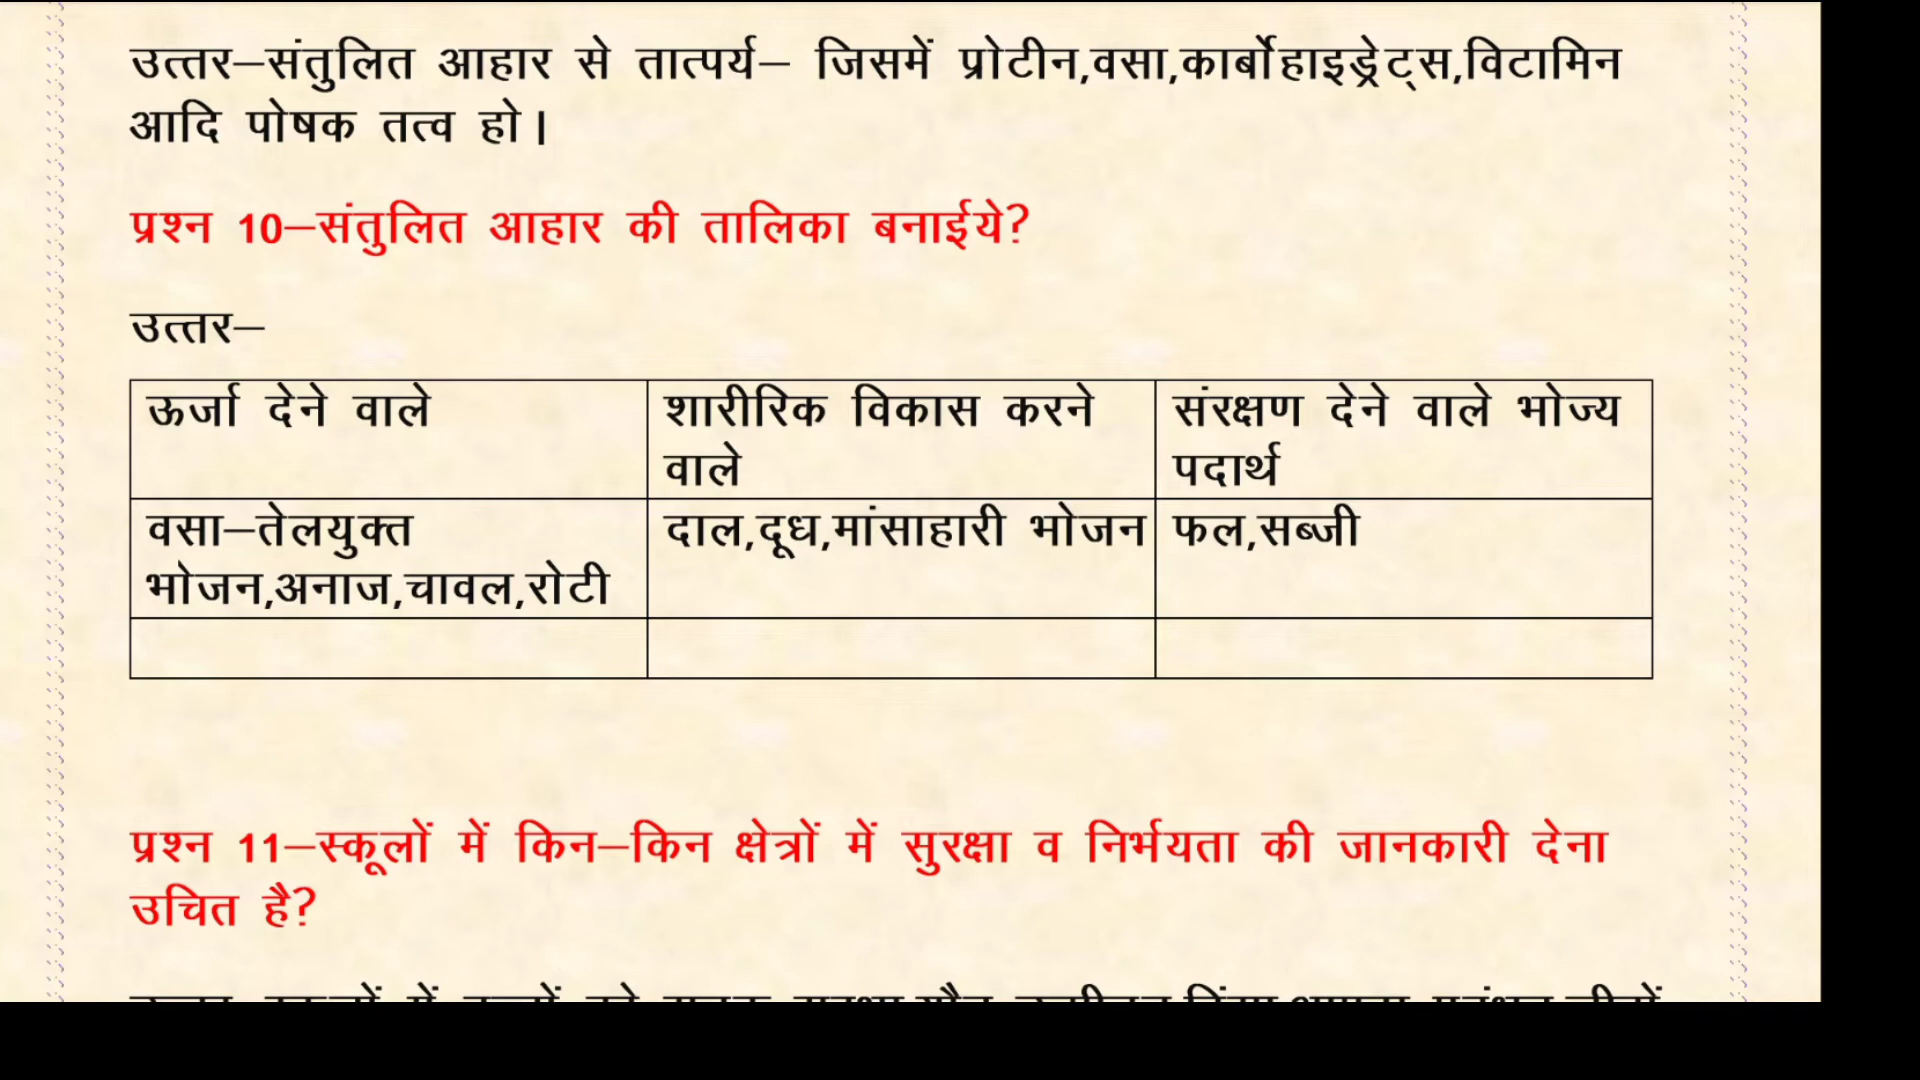 उत्तर–संतुलित आहार से तात्पर्य– जिसमें प्रोटीन,वसा,कार्बोहाइड्रेट्स,विटामिन
आदि पोषक तत्व हो।
प्रश्न 10–संतुलित आहार की तालिका बनाईये?
उत्तर–
ऊर्जा देने वाले
शारीरिक विकास करने
वाले
संरक्षण देने वाले भोज्य
पदार्थ
वसा–तेलयुक्त
भोजन,अनाज,चावल,रोटी
दाल,दूध,मांसाहारी भोजन
फल,सब्जी
प्रश्न 11–स्कूलों में किन–किन क्षेत्रों में सुरक्षा व निर्भयता की जानकारी देना
उचित है?